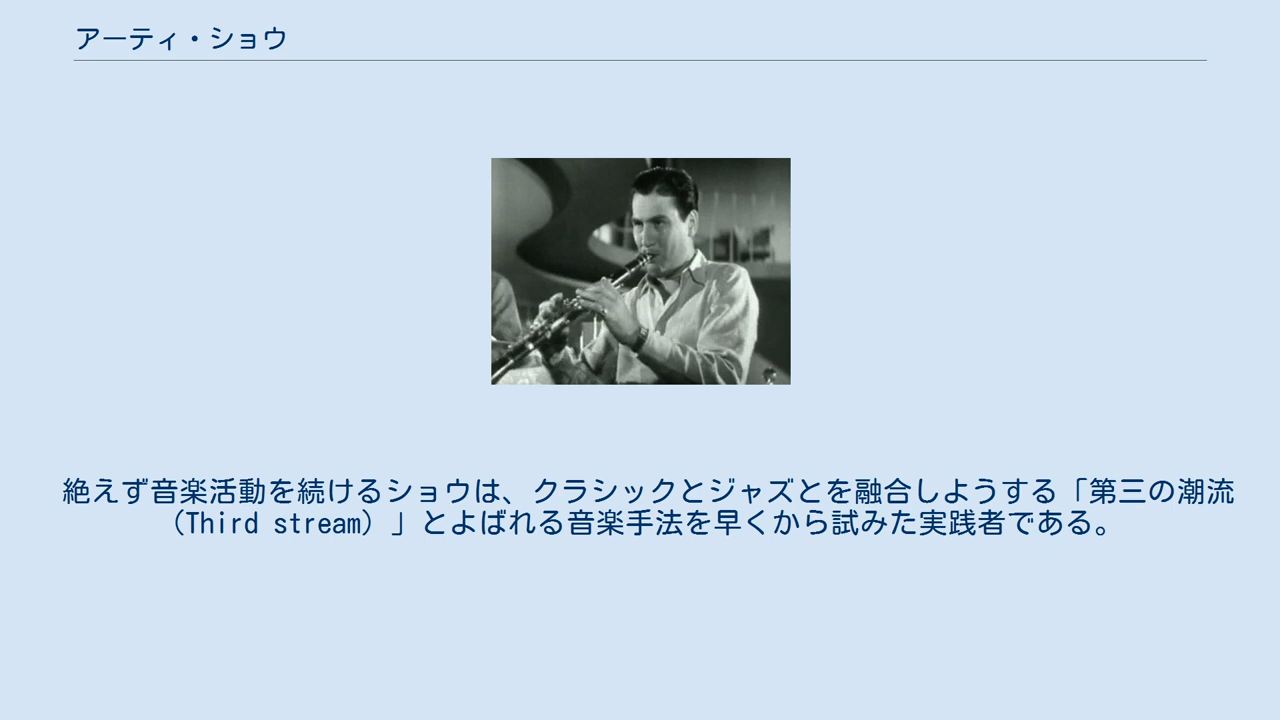 アーティ・ショウ
絶えず音楽活動を続けるショウは、クラシックとジャズとを融合しようする「第三の潮流
（Third stream）」とよばれる音楽手法を早くから試みた実践者である。